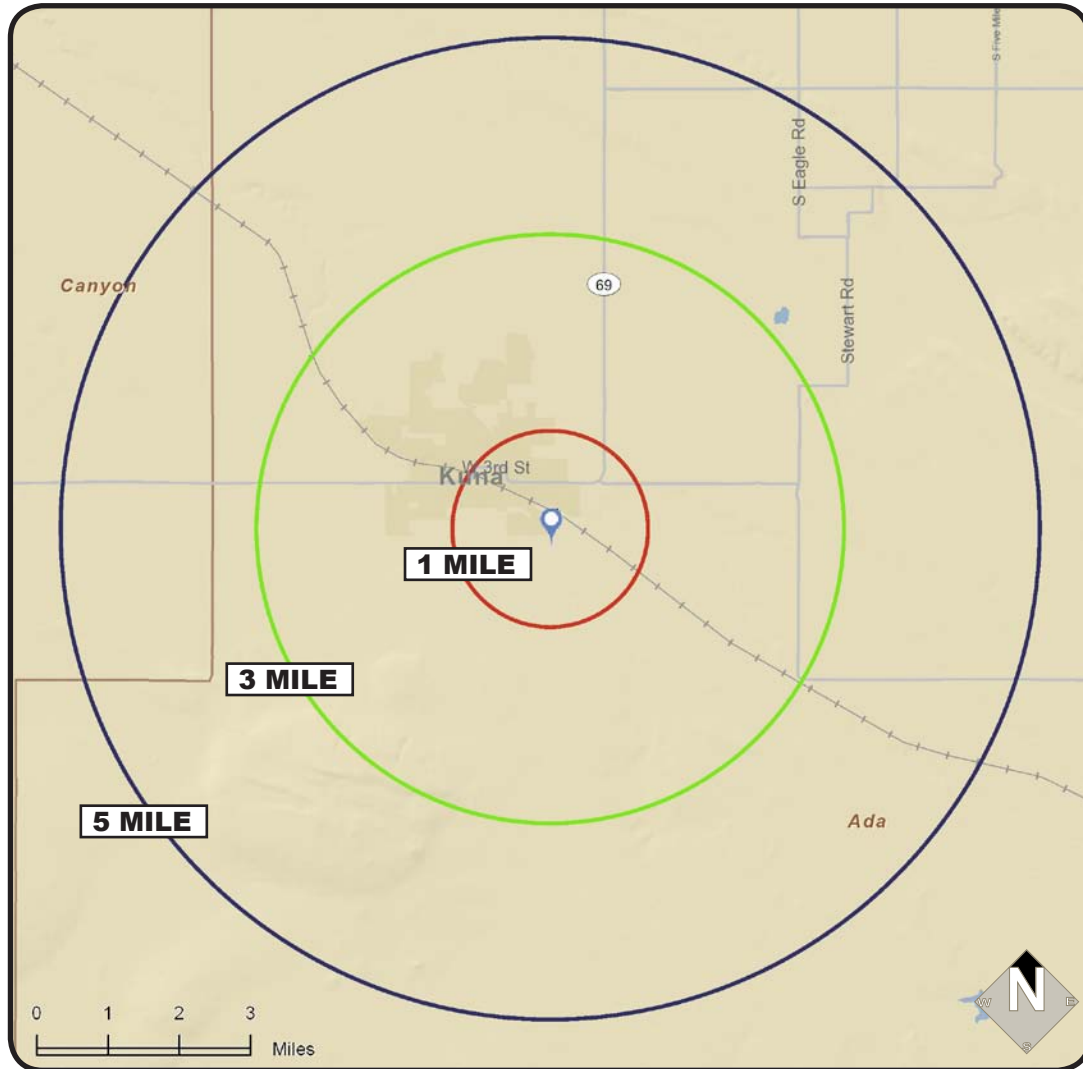 S Five Mile
S Eagle Rd
Canyon
69
Stewart Rd
W 3rd St
Kuna
1 MILE
3 MILE
5 MILE
Ada
N
W
E
S
0 1 2 3
Miles